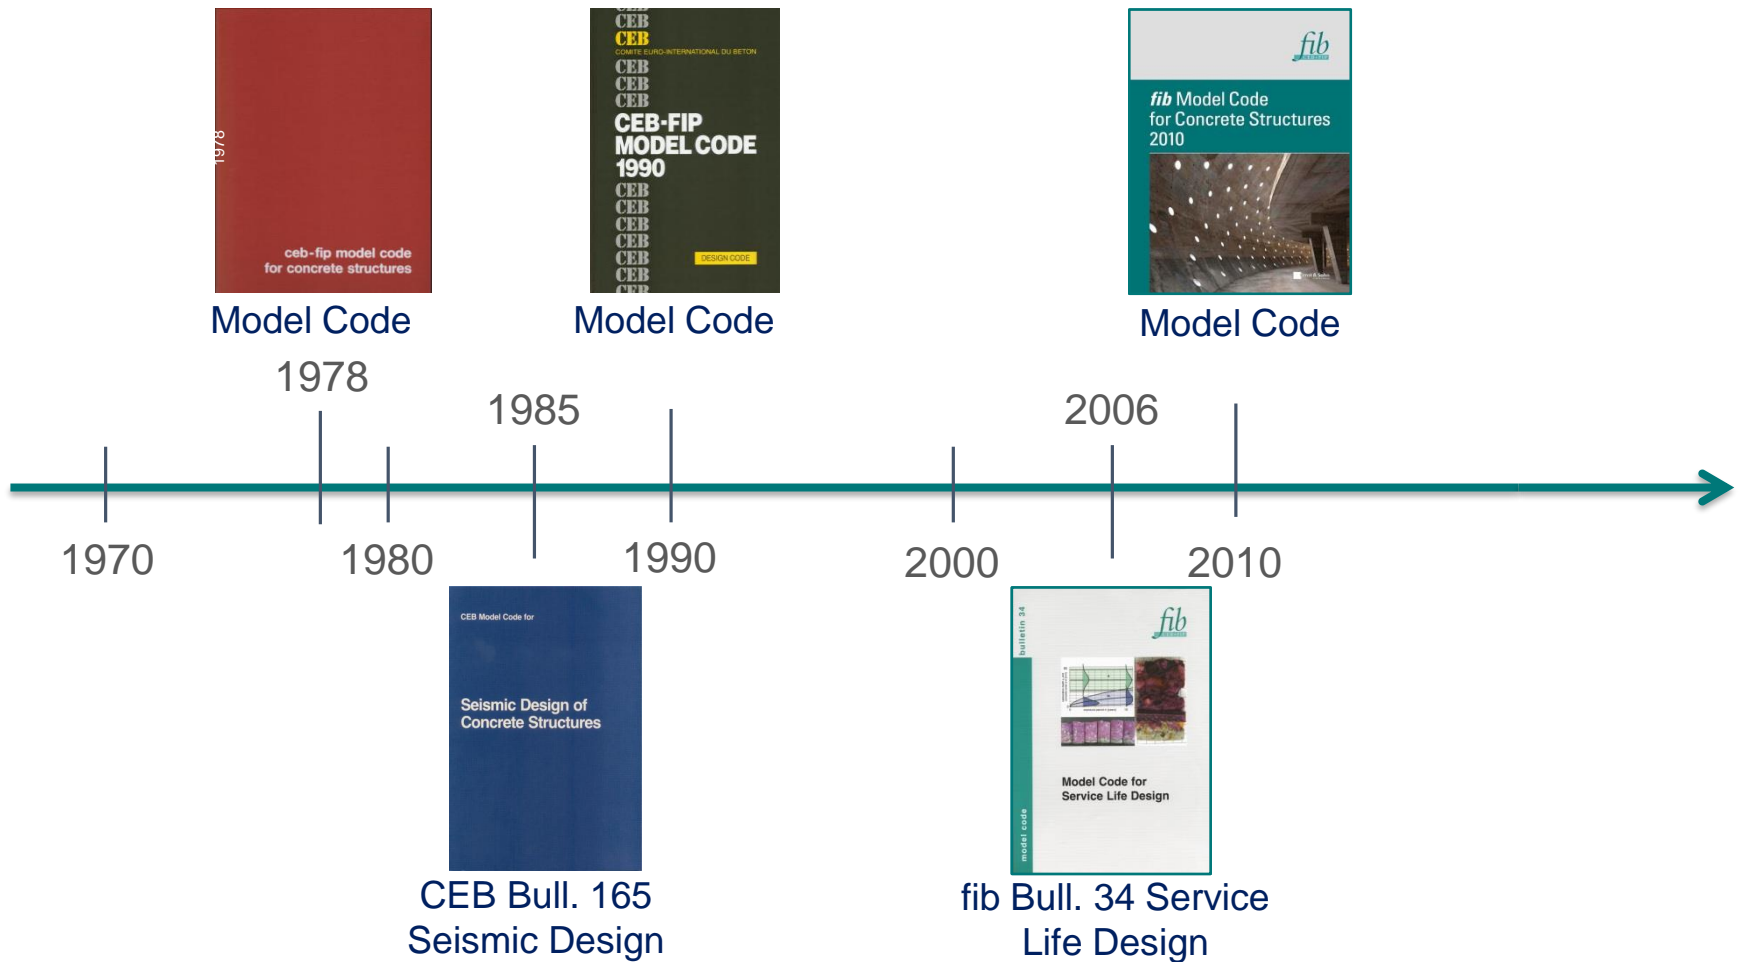 1978
ceb-fip model code
for concrete structures
CEB
CEB
COMITE EURO-INTERNATIONAL DU BETON
CEB
CEB
CEB
CEB-FIP
MODEL CODE
1990
CEB
CEB
CEB
CEB
CEB
CEB
CEB
DESIGN CODE
fib
fib Model Code
for Concrete Structures
2010
Model Code
Model Code
Model Code
1978
1985
2006
1970
1980
1990
2000
2010
CEB Model Code for
Seismic Design of
Concrete Structures
bulletin 34
fib
Model Code for
Service Life Design
model code
CEB Bull. 165
Seismic Design
fib Bull. 34 Service
Life Design